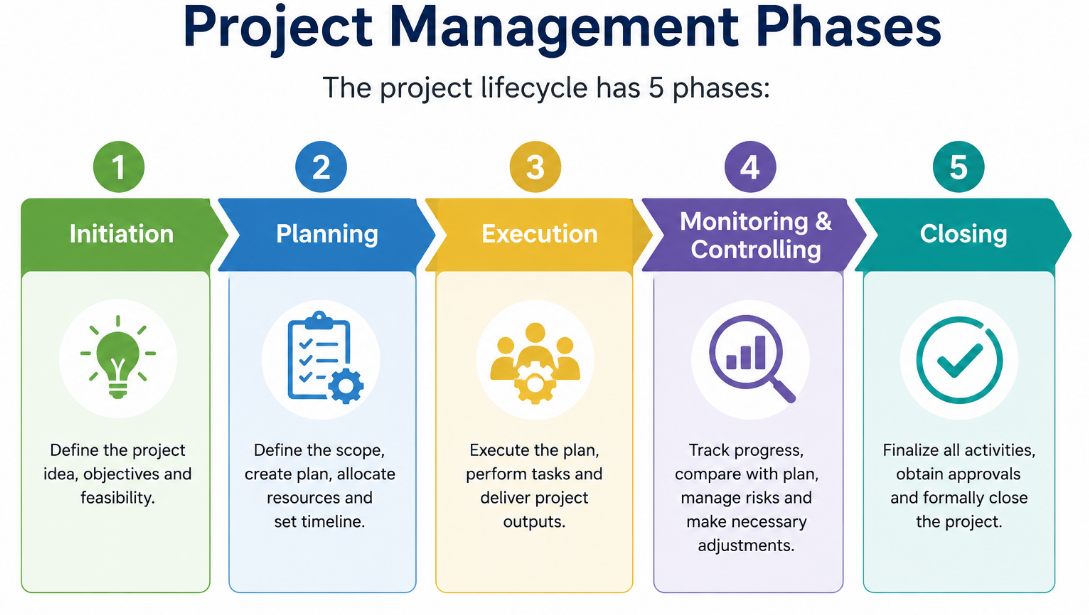 Project Management Phases
The project lifecycle has 5 phases:
1
Initiation
Define the project
idea, objectives and
feasibility.
2
Planning
Define the scope,
create plan, allocate
resources and
set timeline.
3
Execution
Execute the plan,
perform tasks and
deliver project
outputs.
4
Monitoring &
Controlling
Track progress,
compare with plan,
manage risks and
make necessary
adjustments.
5
Closing
Finalize all activities,
obtain approvals
and formally close
the project.